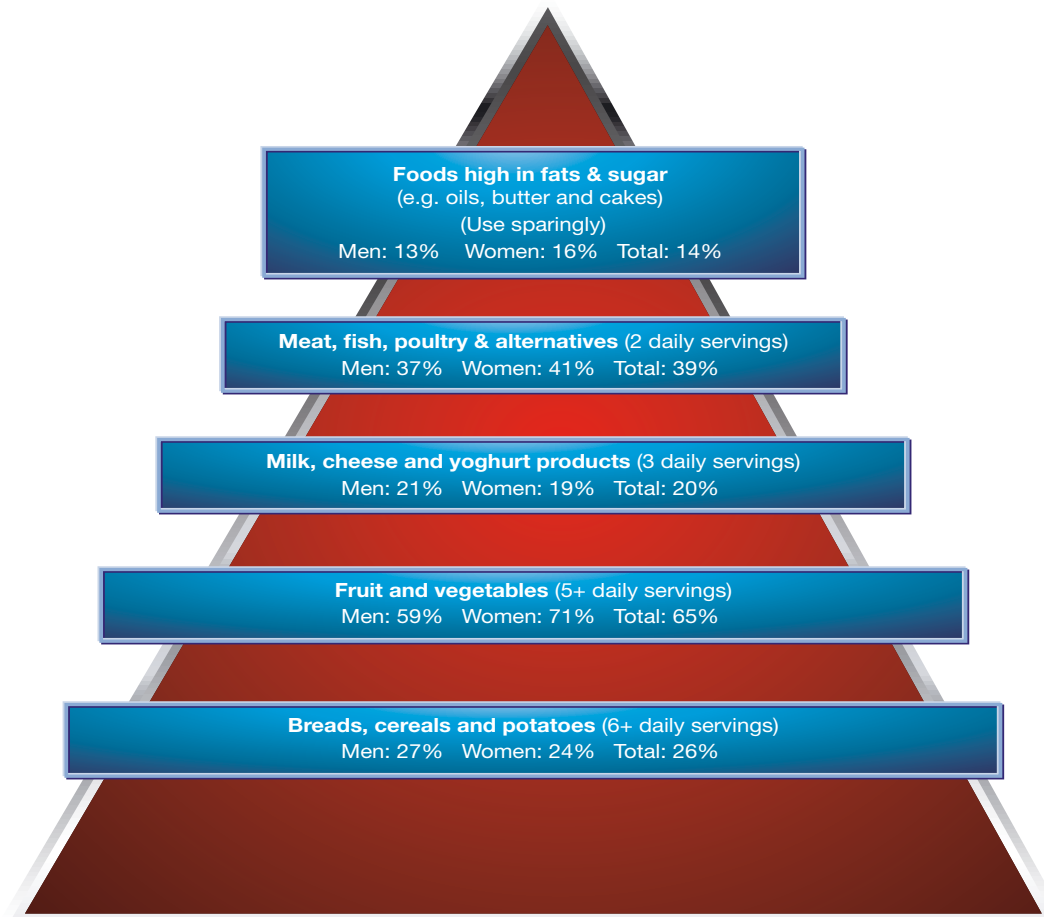 Foods high in fats & sugar
(e.g. oils, butter and cakes)
(Use sparingly)
Men: 13% Women: 16% Total: 14%
Meat, fish, poultry & alternatives (2 daily servings)
Men: 37% Women: 41% Total: 39%
Milk, cheese and yoghurt products (3 daily servings)
Men: 21% Women: 19% Total: 20%
Fruit and vegetables (5+ daily servings)
Men: 59% Women: 71% Total: 65%
Breads, cereals and potatoes (6+ daily servings)
Men: 27% Women: 24% Total: 26%